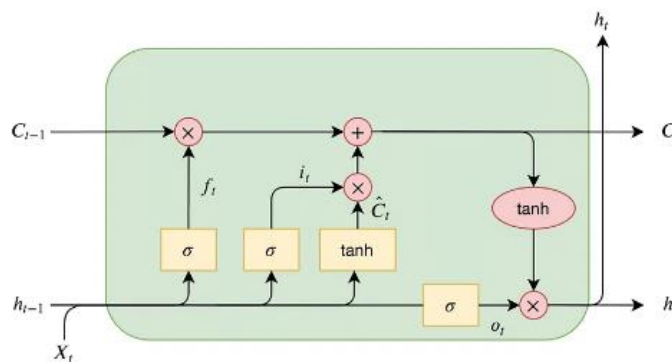 h_t
C_{t-1} × + C
f_t i_t × Ĉ_t tanh
σ σ tanh
h_{t-1} σ × h
o_t
X_t